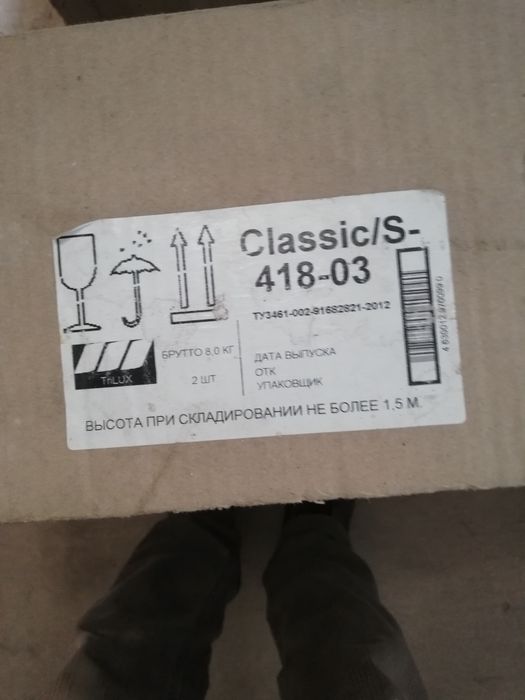 Classic/S-
418-03
ТУ3461-002-91682821-2012
TriLUX
БРУТТО 8,0 КГ
2 ШТ
ДАТА ВЫПУСКА
ОТК
УПАКОВЩИК
ВЫСОТА ПРИ СКЛАДИРОВАНИИ НЕ БОЛЕЕ 1,5 М.